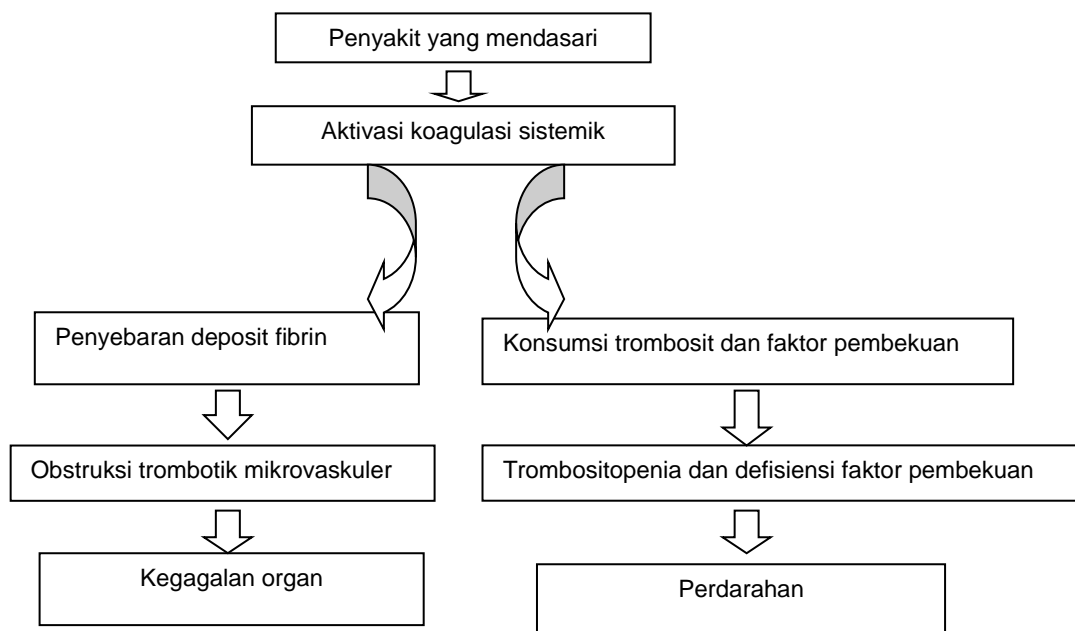 Penyakit yang mendasari
Aktivasi koagulasi sistemik
Penyebaran deposit fibrin
Konsumsi trombosit dan faktor pembekuan
Obstruksi trombotik mikrovaskuler
Trombositopenia dan defisiensi faktor pembekuan
Kegagalan organ
Perdarahan